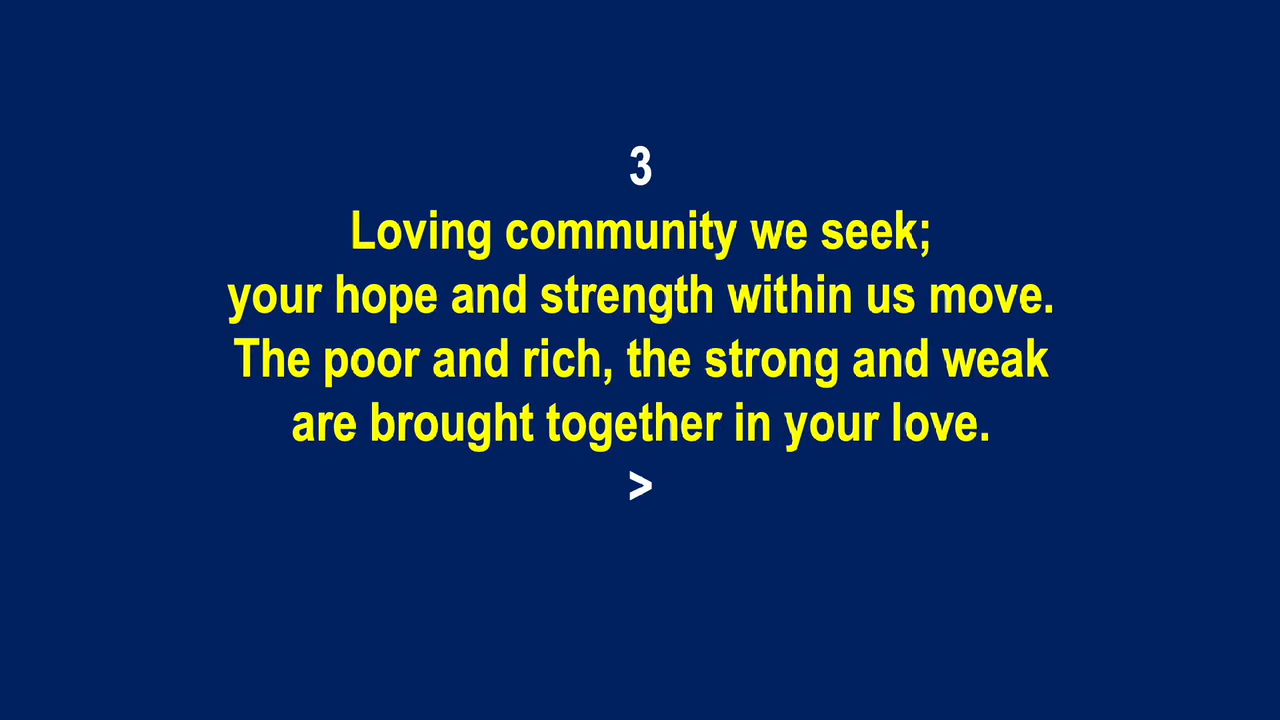 3
Loving community we seek;
your hope and strength within us move.
The poor and rich, the strong and weak
are brought together in your love.
>